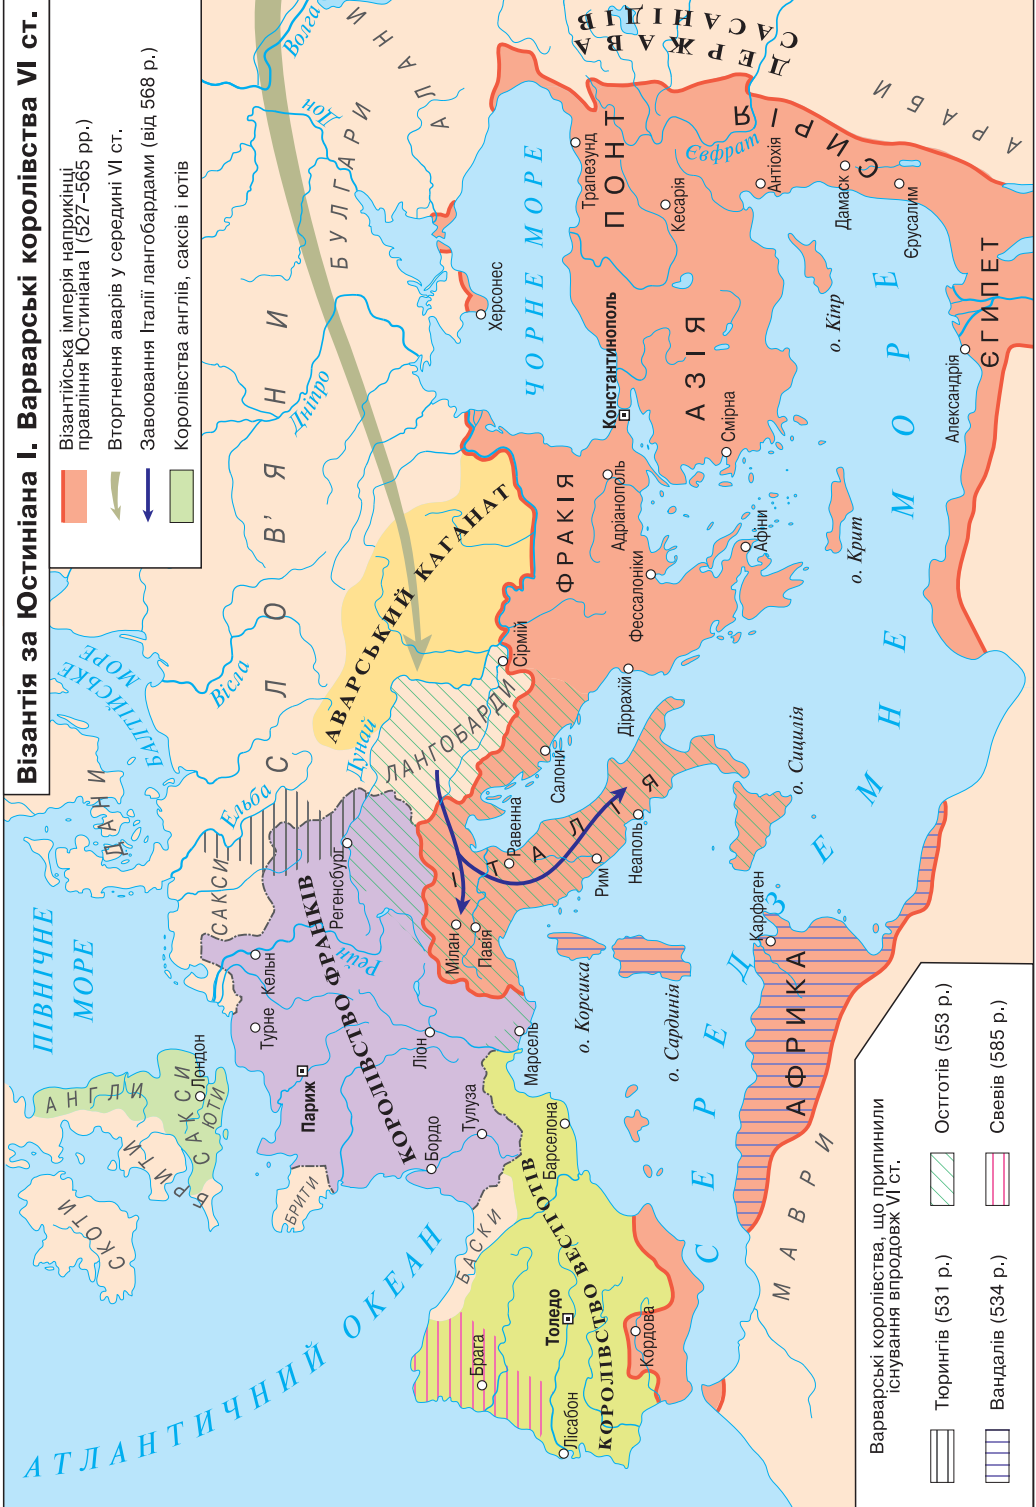 Візантія за Юстиніана І. Варварські королівства VI ст.
Візантійська імперія наприкінці
правління Юстиніана I (527–565 рр.)
Вторгнення аварів у середині VI ст.
Завоювання Італії лангобардами (від 568 р.)
Королівства англів, саксів і ютів
АТЛАНТИЧНИЙ ОКЕАН
ПІВНІЧНЕ
МОРЕ
БАЛТІЙСЬКЕ
МОРЕ
ЧОРНЕ МОРЕ
СЕРЕДЗЕМНЕ МОРЕ
СКОТИ
БРИТИ
АНГЛИ
САКСИ
ЮТИ
Лондон
БРИТИ
ДАНИ
САКСИ
СЛОВ’ЯНИ
БУЛГАРИ
АЛАНИ
Волга
Дон
Дніпро
Вісла
Ельба
Дунай
Рейн
Євфрат
АВАРСЬКИЙ КАГАНАТ
ЛАНГОБАРДИ
КОРОЛІВСТВО ФРАНКІВ
Турне
Кельн
Регенсбург
Париж
Ліон
Бордо
Тулуза
Марсель
БАСКИ
КОРОЛІВСТВО ВЕСТГОТІВ
Брага
Толедо
Лісабон
Кордова
Барселона
ІТАЛІЯ
Мілан
Павія
Равенна
Рим
Неаполь
Салони
Сірмій
Діррахій
о. Корсика
о. Сардинія
о. Сицилія
о. Крит
о. Кіпр
ФРАКІЯ
Адріанополь
Фессалоніки
Афіни
Константинополь
Херсонес
АЗІЯ
Смірна
ПОНТ
Трапезунд
Кесарія
СИРІЯ
Антіохія
Дамаск
Єрусалим
ДЕРЖАВА
САСАНІДІВ
АРАБИ
ЄГИПЕТ
Александрія
АФРИКА
Карфаген
МАВРИ
Варварські королівства, що припинили
існування впродовж VI ст.
Тюрингів (531 р.)
Остготів (553 р.)
Вандалів (534 р.)
Свевів (585 р.)